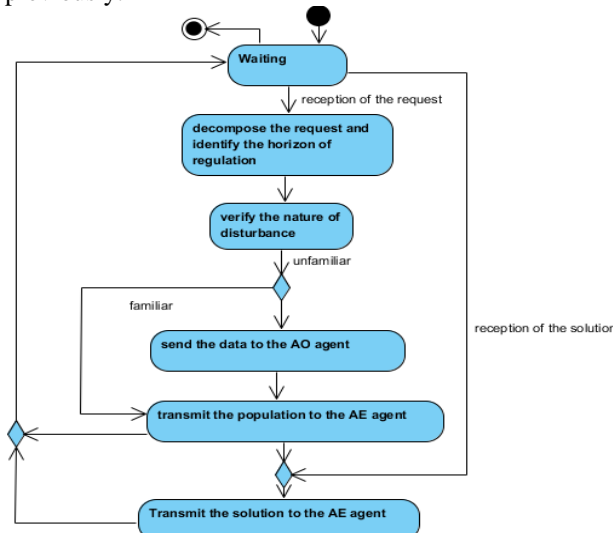 previously.
Waiting
reception of the request
decompose the request and
identify the horizon of
regulation
verify the nature of
disturbance
unfamiliar
familiar
send the data to the AO agent
reception of the solution
transmit the population to the AE agent
Transmit the solution to the AE agent